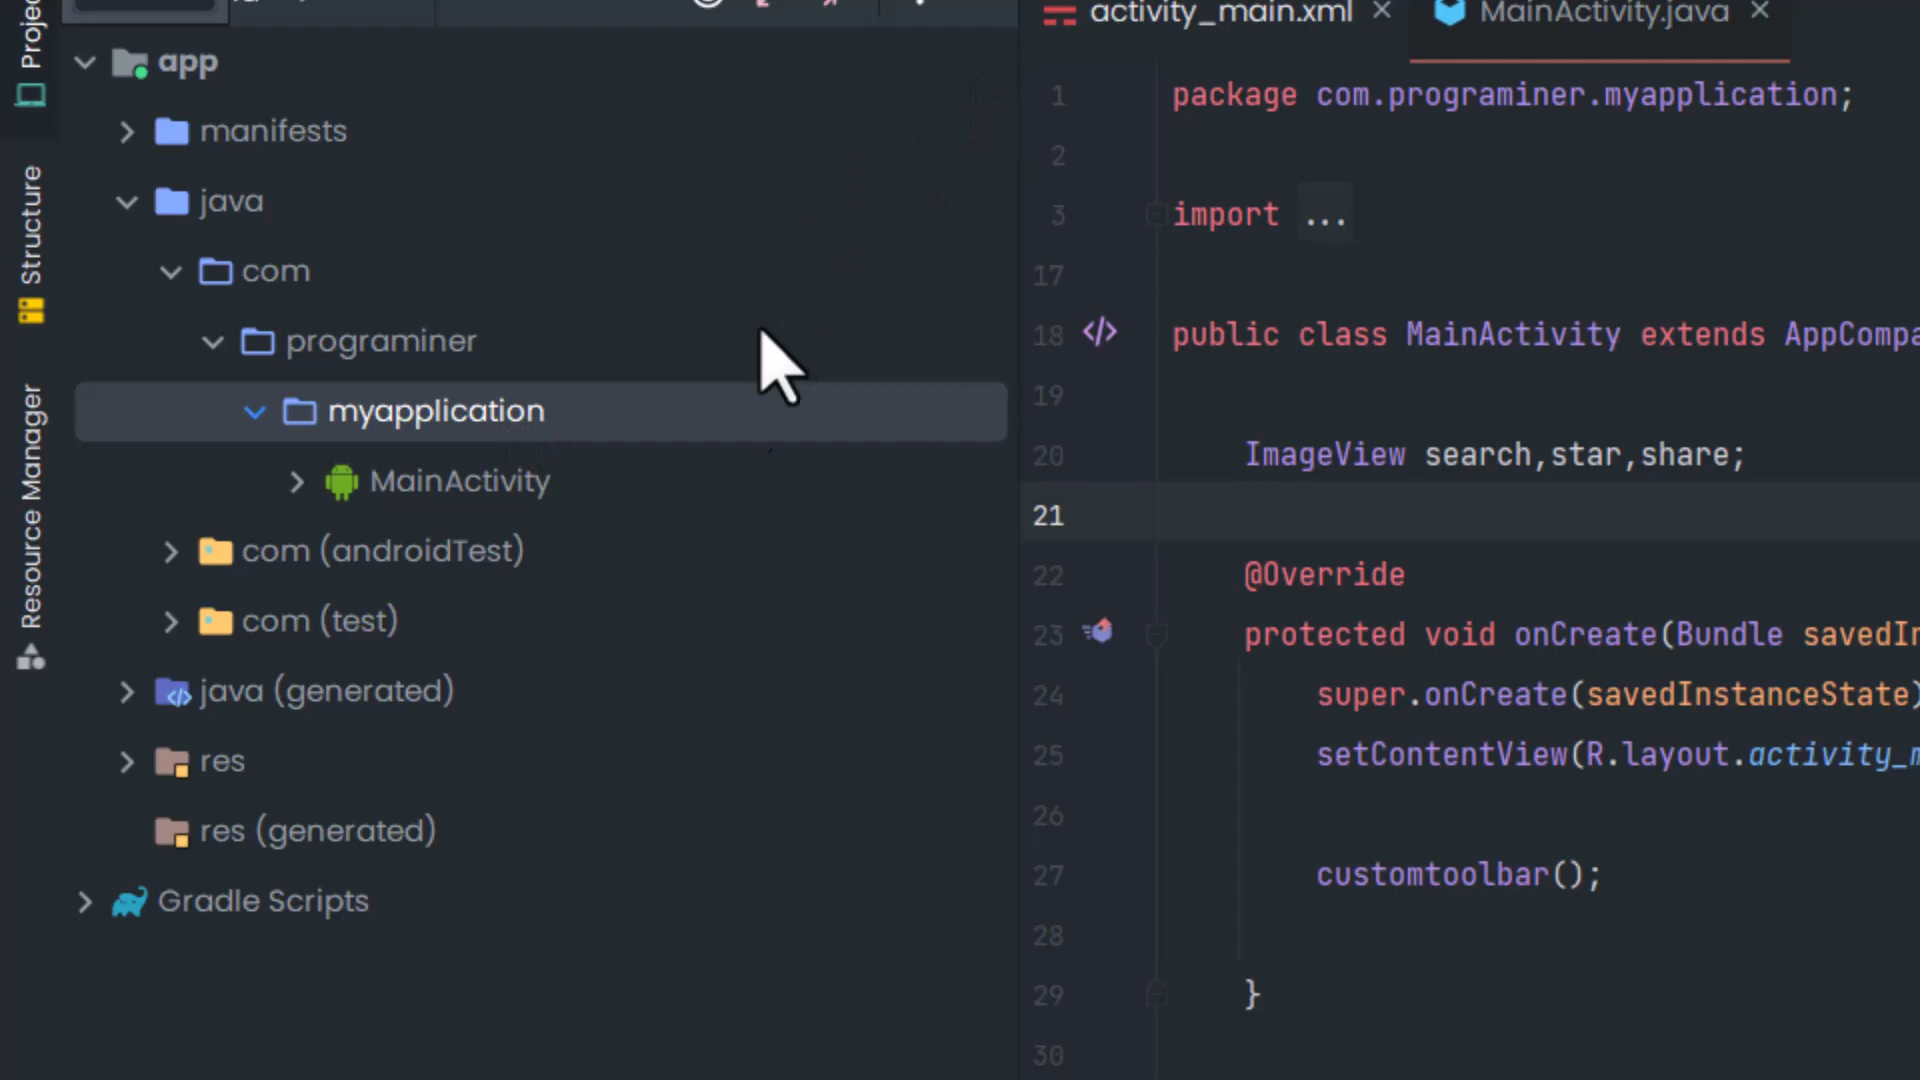 Project
Structure
Resource Manager
app
manifests
java
com
programiner
myapplication
MainActivity
com (androidTest)
com (test)
java (generated)
res
res (generated)
Gradle Scripts
activity_main.xml
MainActivity.java
1 package com.programiner.myapplication;
2
3 import ...
17
18 public class MainActivity extends AppCompa
19
20 ImageView search,star,share;
21
22 @Override
23 protected void onCreate(Bundle savedIn
24 super.onCreate(savedInstanceState)
25 setContentView(R.layout.activity_m
26
27 customtoolbar();
28
29 }
30